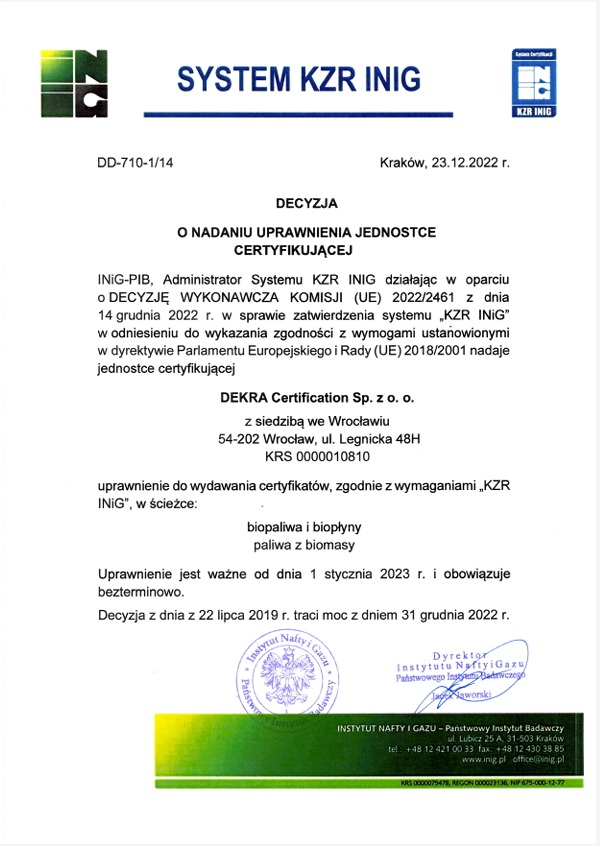 INIG
SYSTEM KZR INIG
System Certyfikacji
INIG
KZR INIG
DD-710-1/14
Kraków, 23.12.2022 r.
DECYZJA
O NADANIU UPRAWNIENIA JEDNOSTCE
CERTYFIKUJĄCEJ
INiG-PIB, Administrator Systemu KZR INIG działając w oparciu
o DECYZJĘ WYKONAWCZA KOMISJI (UE) 2022/2461 z dnia
14 grudnia 2022 r. w sprawie zatwierdzenia systemu „KZR INiG”
w odniesieniu do wykazania zgodności z wymogami ustanowionymi
w dyrektywie Parlamentu Europejskiego i Rady (UE) 2018/2001 nadaje
jednostce certyfikującej
DEKRA Certification Sp. z o. o.
z siedzibą we Wrocławiu
54-202 Wrocław, ul. Legnicka 48H
KRS 0000010810
uprawnienie do wydawania certyfikatów, zgodnie z wymaganiami „KZR
INiG”, w ścieżce:
biopaliwa i biopłyny
paliwa z biomasy
Uprawnienie jest ważne od dnia 1 stycznia 2023 r. i obowiązuje
bezterminowo.
Decyzja z dnia z 22 lipca 2019 r. traci moc z dniem 31 grudnia 2022 r.
Instytut Nafty i Gazu
Państwowy Instytut Badawczy
Dyrektor
Instytutu Nafty i Gazu
Państwowego Instytutu Badawczego
Jacek Jaworski
INSTYTUT NAFTY I GAZU – Państwowy Instytut Badawczy
ul. Lubicz 25 A, 31-503 Kraków
tel.: +48 12 421 00 33 fax: +48 12 430 38 85
www.inig.pl office@inig.pl
KRS 0000075478, REGON 000023136, NIP 675-000-12-77